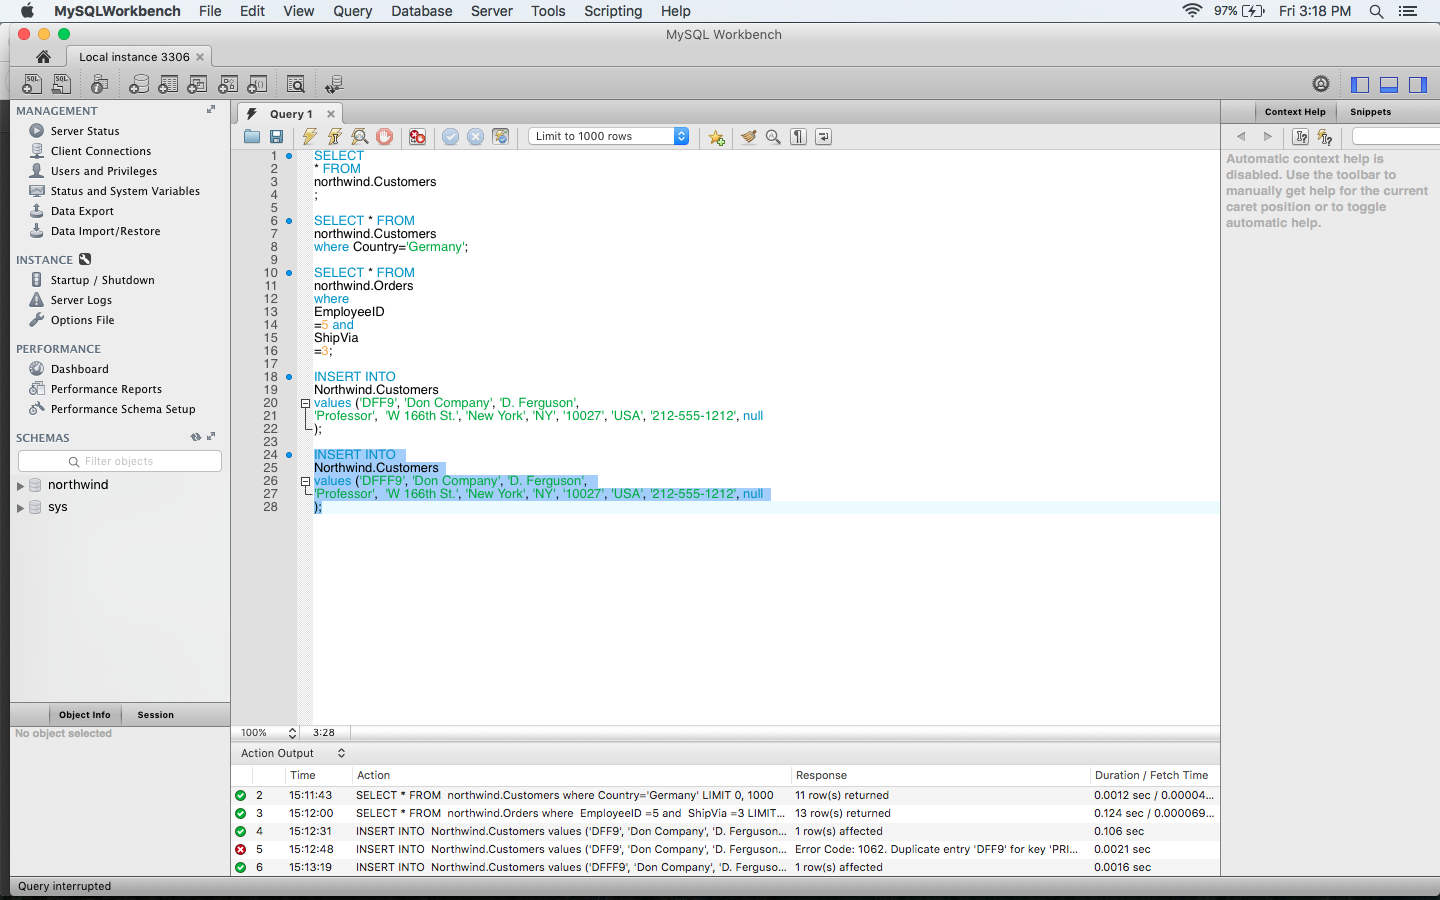 MySQLWorkbench File Edit View Query Database Server Tools Scripting Help 97% Fri 3:18 PM
MySQL Workbench
Local instance 3306
MANAGEMENT
Server Status
Client Connections
Users and Privileges
Status and System Variables
Data Export
Data Import/Restore
INSTANCE
Startup / Shutdown
Server Logs
Options File
PERFORMANCE
Dashboard
Performance Reports
Performance Schema Setup
SCHEMAS
Filter objects
northwind
sys
Object Info Session
No object selected
Query 1
Limit to 1000 rows
1 SELECT
2 * FROM
3 northwind.Customers
4 ;
5
6 SELECT * FROM
7 northwind.Customers
8 where Country='Germany';
9
10 SELECT * FROM
11 northwind.Orders
12 where
13 EmployeeID
14 =5 and
15 ShipVia
16 =3;
17
18 INSERT INTO
19 Northwind.Customers
20 values ('DFF9', 'Don Company', 'D. Ferguson',
21 'Professor',  'W 166th St.', 'New York', 'NY', '10027', 'USA', '212-555-1212', null
22 );
23
24 INSERT INTO
25 Northwind.Customers
26 values ('DFFF9', 'Don Company', 'D. Ferguson',
27 'Professor',  'W 166th St.', 'New York', 'NY', '10027', 'USA', '212-555-1212', null
28 );
100% 3:28
Action Output
Time Action Response Duration / Fetch Time
2 15:11:43 SELECT * FROM  northwind.Customers where Country='Germany' LIMIT 0, 1000 11 row(s) returned 0.0012 sec / 0.00004...
3 15:12:00 SELECT * FROM  northwind.Orders where  EmployeeID =5 and  ShipVia =3 LIMIT... 13 row(s) returned 0.124 sec / 0.000069...
4 15:12:31 INSERT INTO  Northwind.Customers values ('DFF9', 'Don Company', 'D. Ferguson... 1 row(s) affected 0.106 sec
5 15:12:48 INSERT INTO  Northwind.Customers values ('DFF9', 'Don Company', 'D. Ferguson... Error Code: 1062. Duplicate entry 'DFF9' for key 'PRI... 0.0021 sec
6 15:13:19 INSERT INTO  Northwind.Customers values ('DFFF9', 'Don Company', 'D. Ferguso... 1 row(s) affected 0.0016 sec
Context Help Snippets
Automatic context help is
disabled. Use the toolbar to
manually get help for the current
caret position or to toggle
automatic help.
Query interrupted